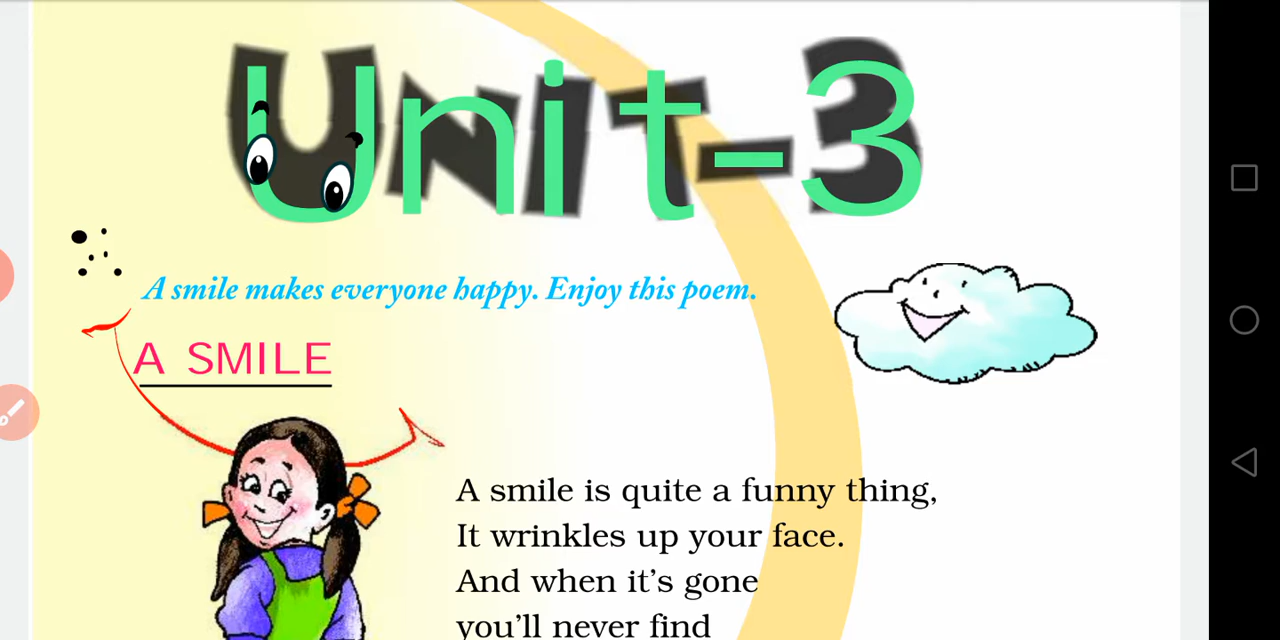 Unit-3
A smile makes everyone happy. Enjoy this poem.
A SMILE
A smile is quite a funny thing,
It wrinkles up your face.
And when it's gone
you'll never find